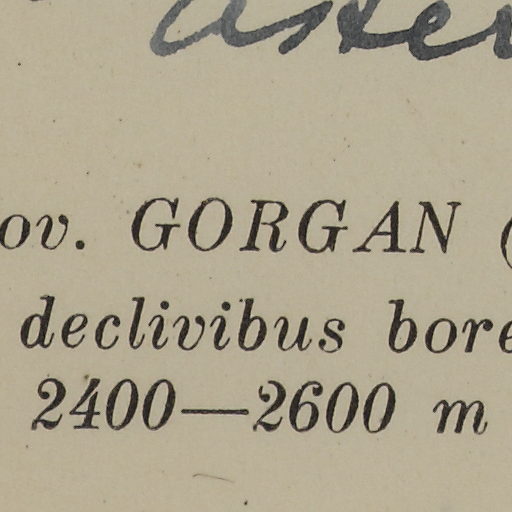 ov. GORGAN (
declivibus bore
2400—2600 m